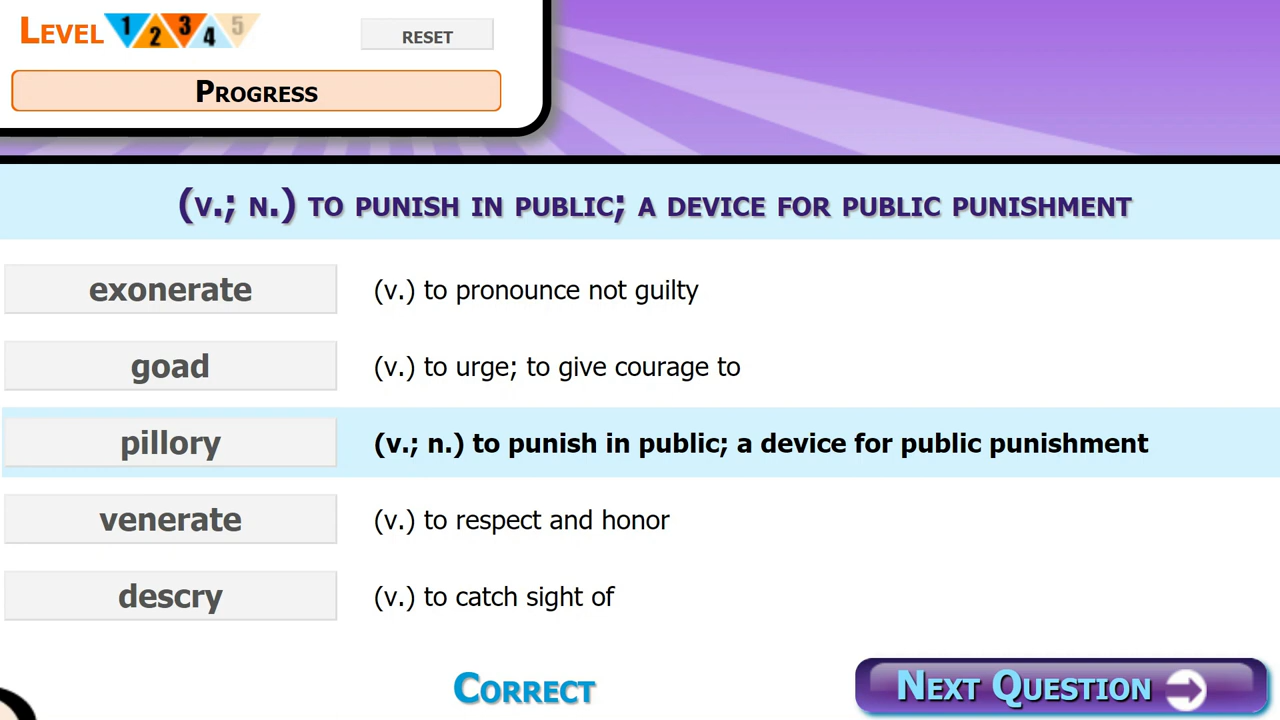 LEVEL 1 2 3 4 5
RESET
PROGRESS
(V.; N.) TO PUNISH IN PUBLIC; A DEVICE FOR PUBLIC PUNISHMENT
exonerate (v.) to pronounce not guilty
goad (v.) to urge; to give courage to
pillory (v.; n.) to punish in public; a device for public punishment
venerate (v.) to respect and honor
descry (v.) to catch sight of
CORRECT
NEXT QUESTION